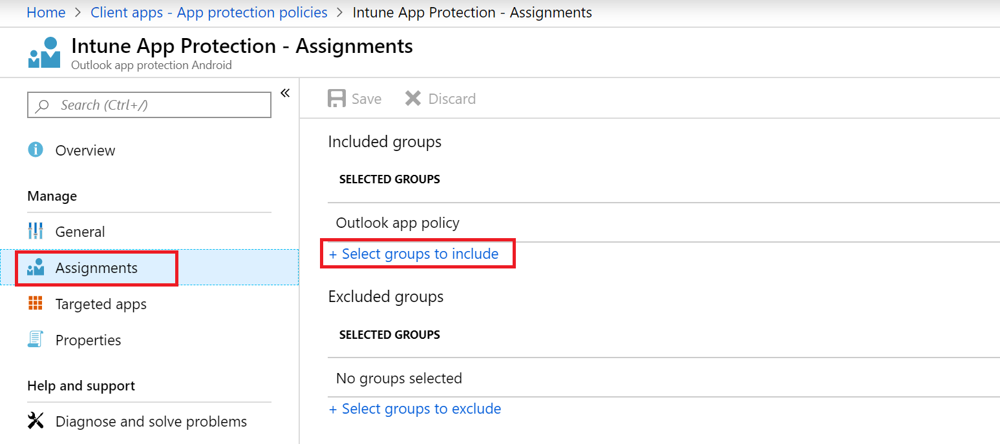 Home > Client apps - App protection policies > Intune App Protection - Assignments
Intune App Protection - Assignments
Outlook app protection Android
Search (Ctrl+/)
«
Overview
Manage
General
Assignments
Targeted apps
Properties
Help and support
Diagnose and solve problems
Save Discard
Included groups
SELECTED GROUPS
Outlook app policy
+ Select groups to include
Excluded groups
SELECTED GROUPS
No groups selected
+ Select groups to exclude